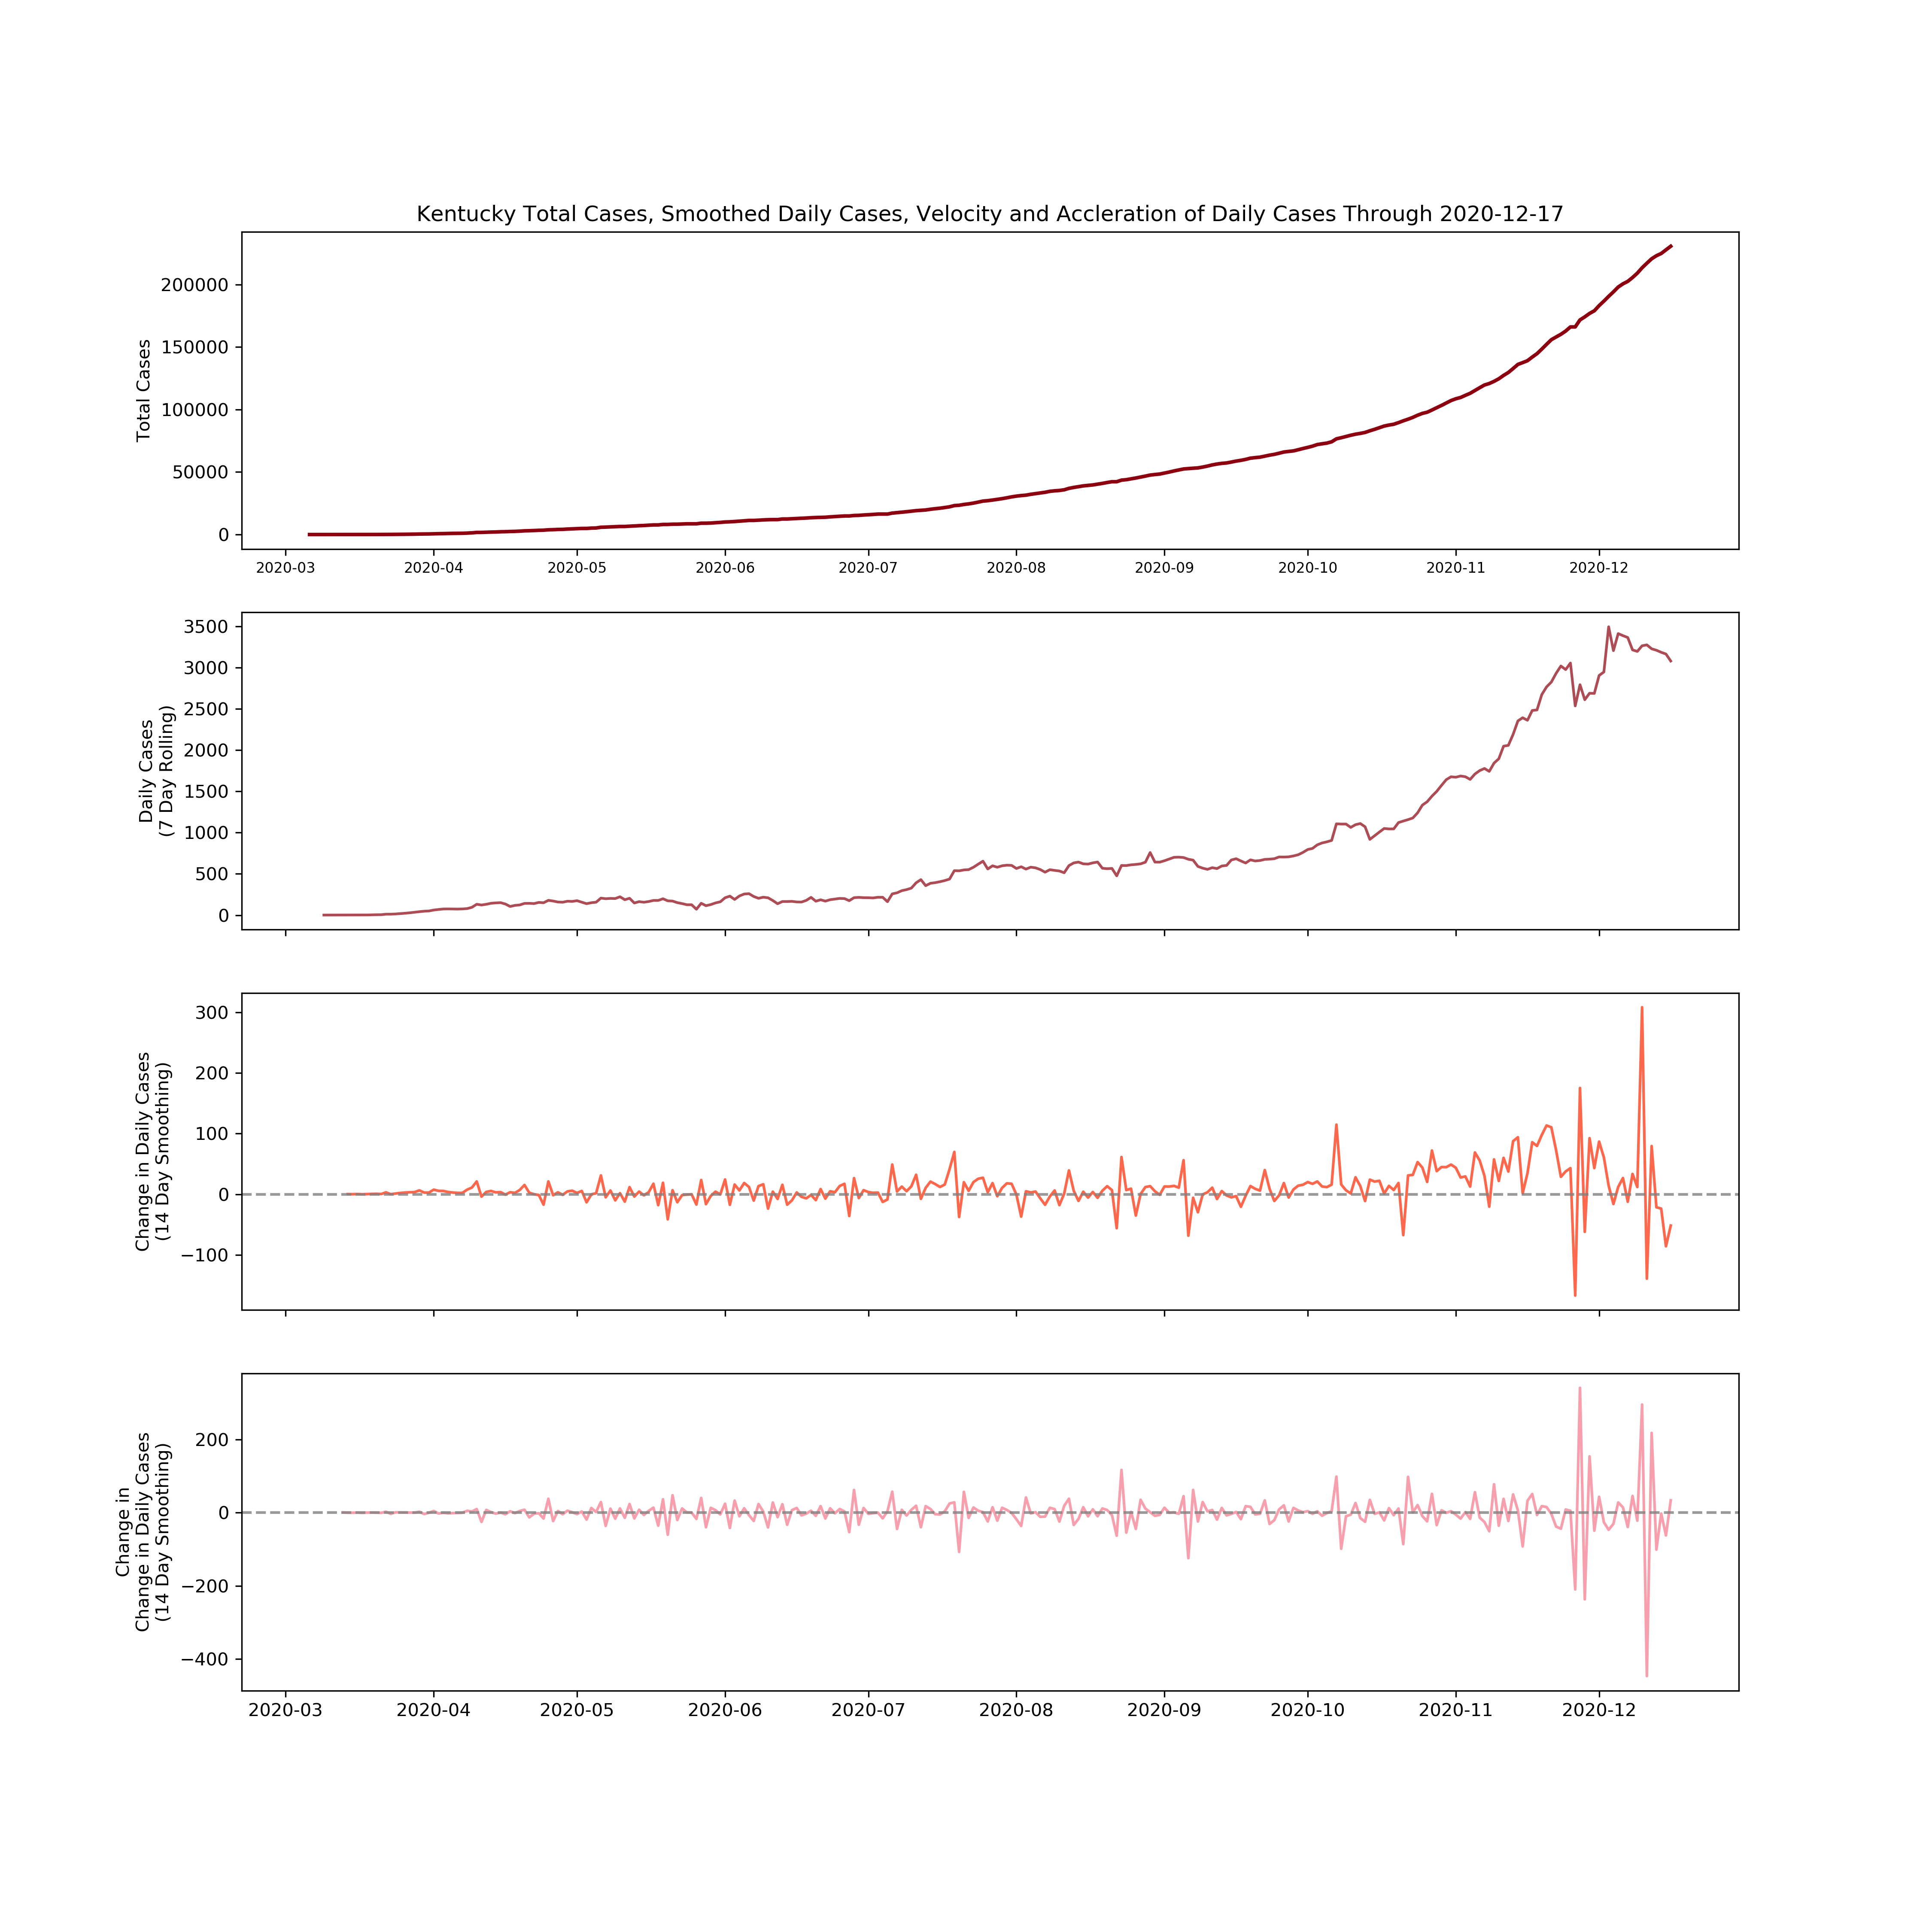 Kentucky Total Cases, Smoothed Daily Cases, Velocity and Accleration of Daily Cases Through 2020-12-17
Total Cases
200000
150000
100000
50000
0
2020-03 2020-04 2020-05 2020-06 2020-07 2020-08 2020-09 2020-10 2020-11 2020-12
Daily Cases
(7 Day Rolling)
3500
3000
2500
2000
1500
1000
500
0
Change in Daily Cases
(14 Day Smoothing)
300
200
100
0
−100
Change in
Change in Daily Cases
(14 Day Smoothing)
200
0
−200
−400
2020-03 2020-04 2020-05 2020-06 2020-07 2020-08 2020-09 2020-10 2020-11 2020-12